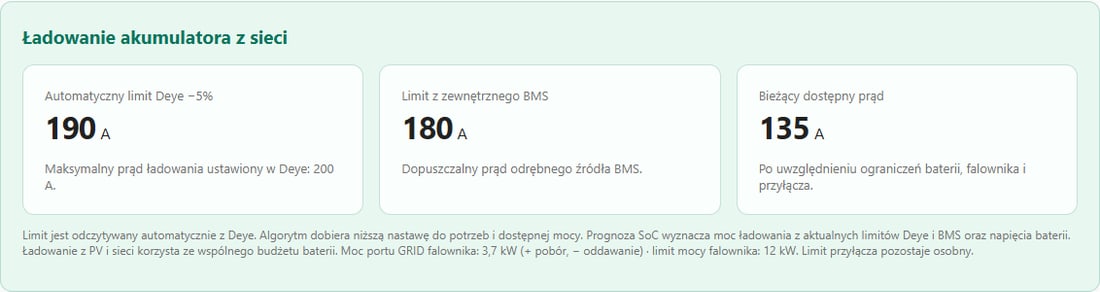 Ładowanie akumulatora z sieci
Automatyczny limit Deye −5%
190 A
Maksymalny prąd ładowania ustawiony w Deye: 200
A.
Limit z zewnętrznego BMS
180 A
Dopuszczalny prąd odrębnego źródła BMS.
Bieżący dostępny prąd
135 A
Po uwzględnieniu ograniczeń baterii, falownika i
przyłącza.
Limit jest odczytywany automatycznie z Deye. Algorytm dobiera niższą nastawę do potrzeb i dostępnej mocy. Prognoza SoC wyznacza moc ładowania z aktualnych limitów Deye i BMS oraz napięcia baterii.
Ładowanie z PV i sieci korzysta ze wspólnego budżetu baterii. Moc portu GRID falownika: 3,7 kW (+ pobór, − oddawanie) · limit mocy falownika: 12 kW. Limit przyłącza pozostaje osobny.